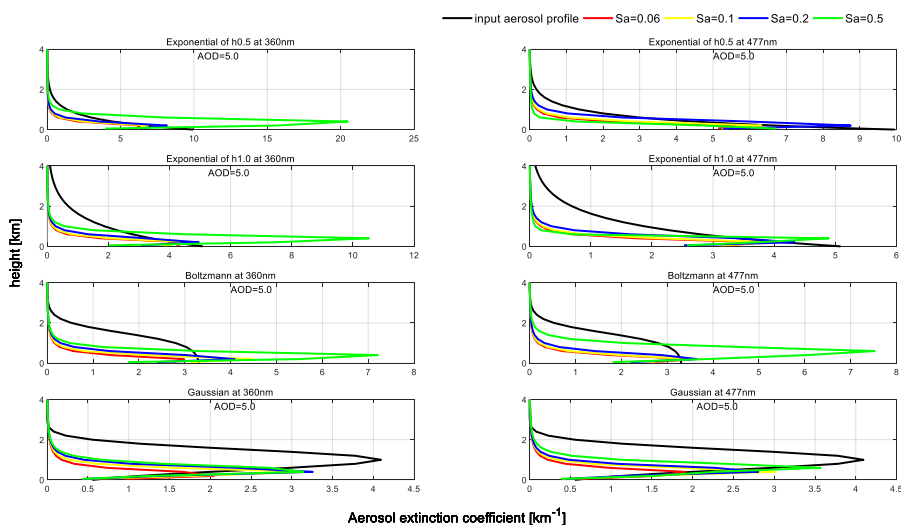 input aerosol profile Sa=0.06 Sa=0.1 Sa=0.2 Sa=0.5
Exponential of h0.5 at 360nm
AOD=5.0
4
2
0
5 10 15 20 25
Exponential of h0.5 at 477nm
AOD=5.0
4
2
0
0 1 2 3 4 5 6 7 8 9 10
Exponential of h1.0 at 360nm
AOD=5.0
4
2
0
0 2 4 6 8 10 12
Exponential of h1.0 at 477nm
AOD=5.0
4
2
0
0 1 2 3 4 5 6
height [km]
Boltzmann at 360nm
AOD=5.0
4
2
0
0 1 2 3 4 5 6 7 8
Boltzmann at 477nm
AOD=5.0
4
2
0
0 1 2 3 4 5 6 7 8
Gaussian at 360nm
AOD=5.0
4
2
0
0 0.5 1 1.5 2 2.5 3 3.5 4 4.5
Gaussian at 477nm
AOD=5.0
4
2
0
0 0.5 1 1.5 2 2.5 3 3.5 4 4.5
Aerosol extinction coefficient [km⁻¹]